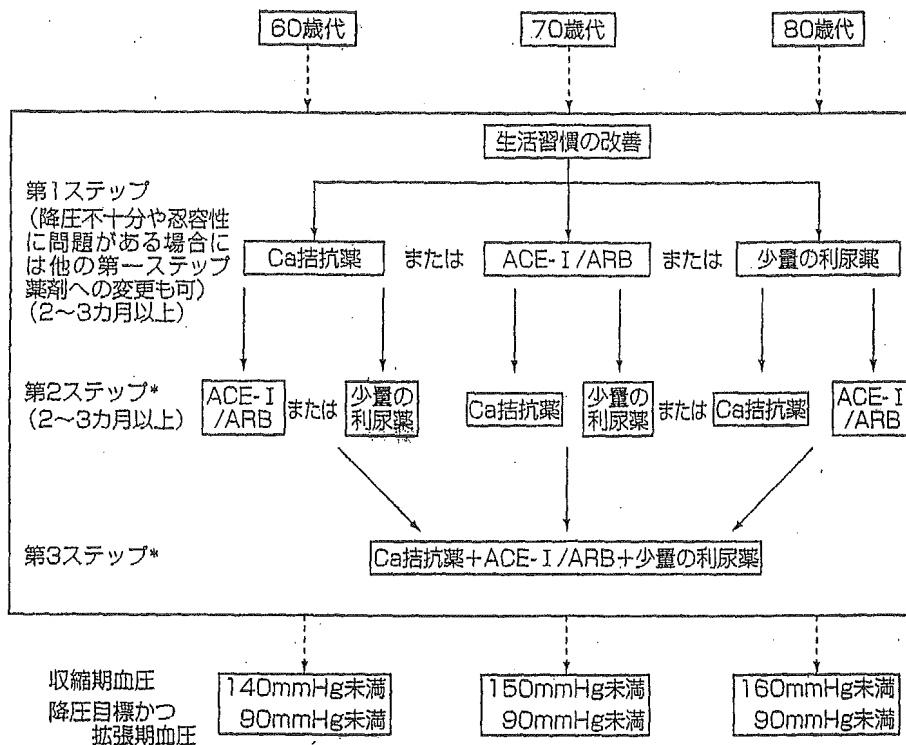 60歳代 70歳代 80歳代
生活習慣の改善
第1ステップ
(降圧不十分や忍容性
に問題がある場合に
は他の第一ステップ
薬剤への変更も可)
(2〜3カ月以上)
Ca拮抗薬 または ACE-I/ARB または 少量の利尿薬
第2ステップ*
(2〜3カ月以上)
ACE-I
/ARB
または
少量の
利尿薬
Ca拮抗薬
少量の
利尿薬
または
Ca拮抗薬
ACE-I
/ARB
第3ステップ*
Ca拮抗薬+ACE-I/ARB+少量の利尿薬
収縮期血圧
降圧目標かつ
拡張期血圧
140mmHg未満
90mmHg未満
150mmHg未満
90mmHg未満
160mmHg未満
90mmHg未満